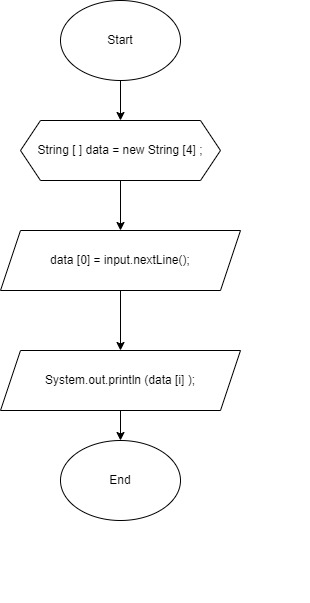 Start
String [ ] data = new String [4] ;
data [0] = input.nextLine();
System.out.println (data [i] );
End